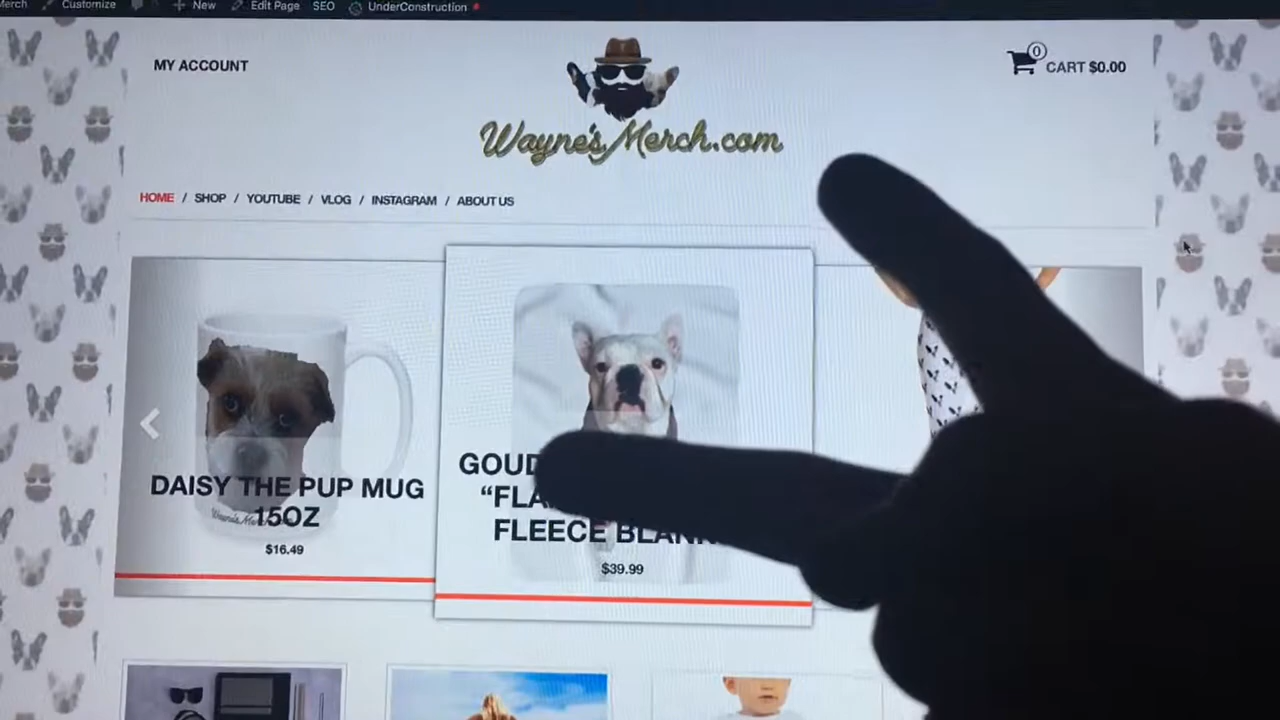 Customize New Edit Page SEO UnderConstruction
MY ACCOUNT
0
CART $0.00
Wayne's Merch.com
HOME / SHOP / YOUTUBE / VLOG / INSTAGRAM / ABOUT US
DAISY THE PUP MUG
15OZ
$16.49
FLEECE
$39.99